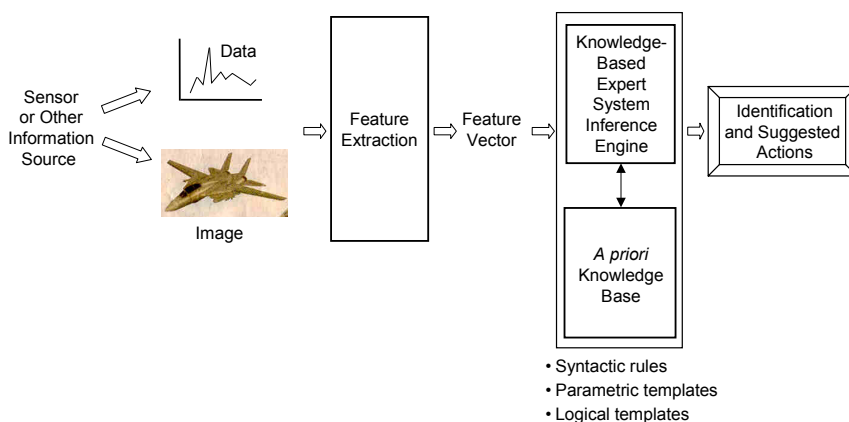 Sensor
or Other
Information
Source
Data
Image
Feature
Extraction
Feature
Vector
Knowledge-
Based
Expert
System
Inference
Engine
A priori
Knowledge
Base
• Syntactic rules
• Parametric templates
• Logical templates
Identification
and Suggested
Actions